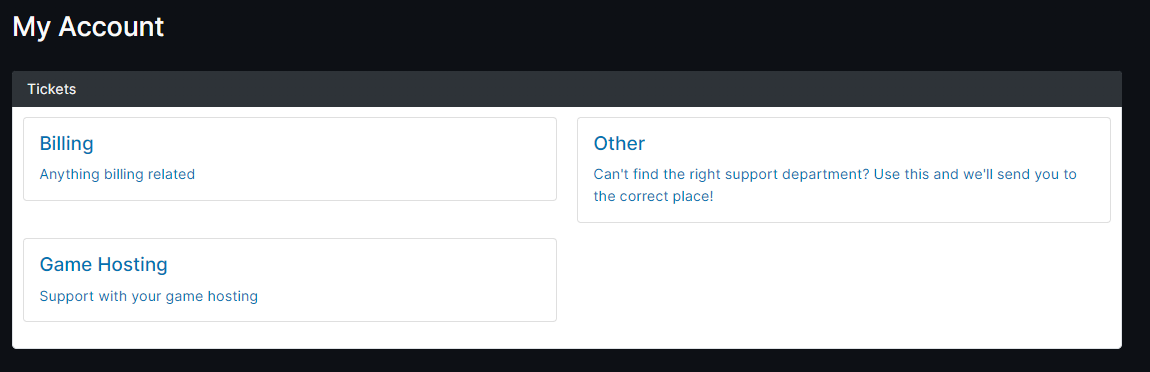 My Account
Tickets
Billing
Anything billing related
Other
Can't find the right support department? Use this and we'll send you to
the correct place!
Game Hosting
Support with your game hosting